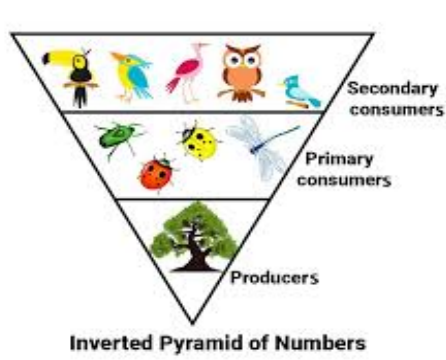 Secondary
consumers
Primary
consumers
Producers
Inverted Pyramid of Numbers